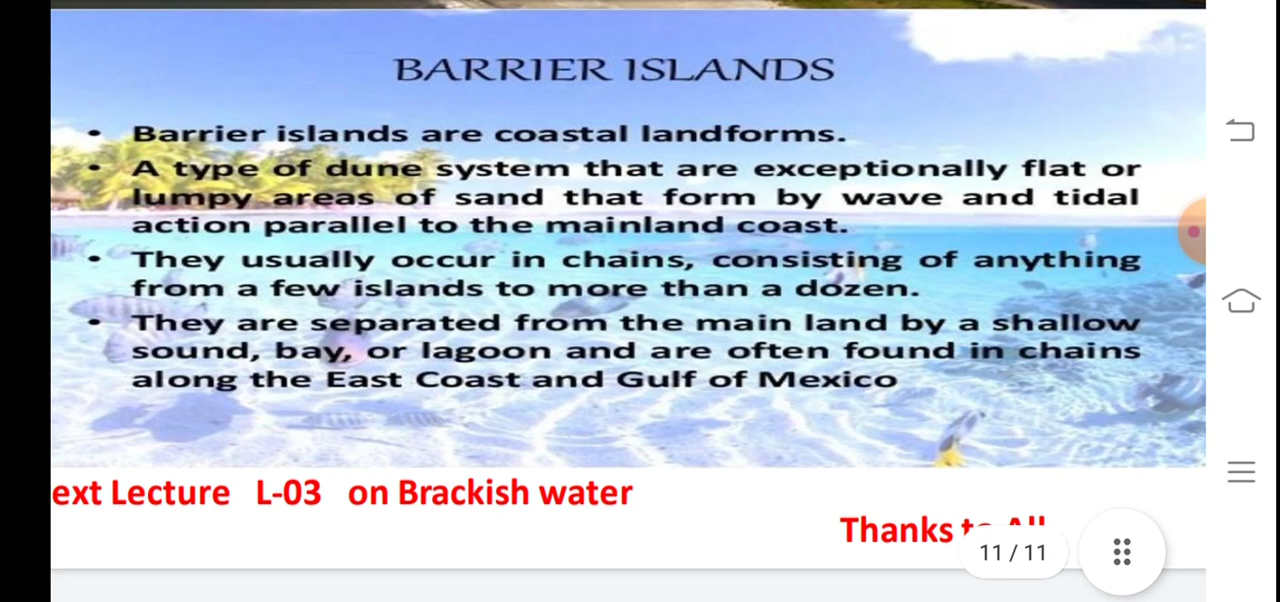 BARRIER ISLANDS
• Barrier islands are coastal landforms.
• A type of dune system that are exceptionally flat or
lumpy areas of sand that form by wave and tidal
action parallel to the mainland coast.
• They usually occur in chains, consisting of anything
from a few islands to more than a dozen.
• They are separated from the main land by a shallow
sound, bay, or lagoon and are often found in chains
along the East Coast and Gulf of Mexico
ext Lecture L-03 on Brackish water
Thanks to All
11 / 11